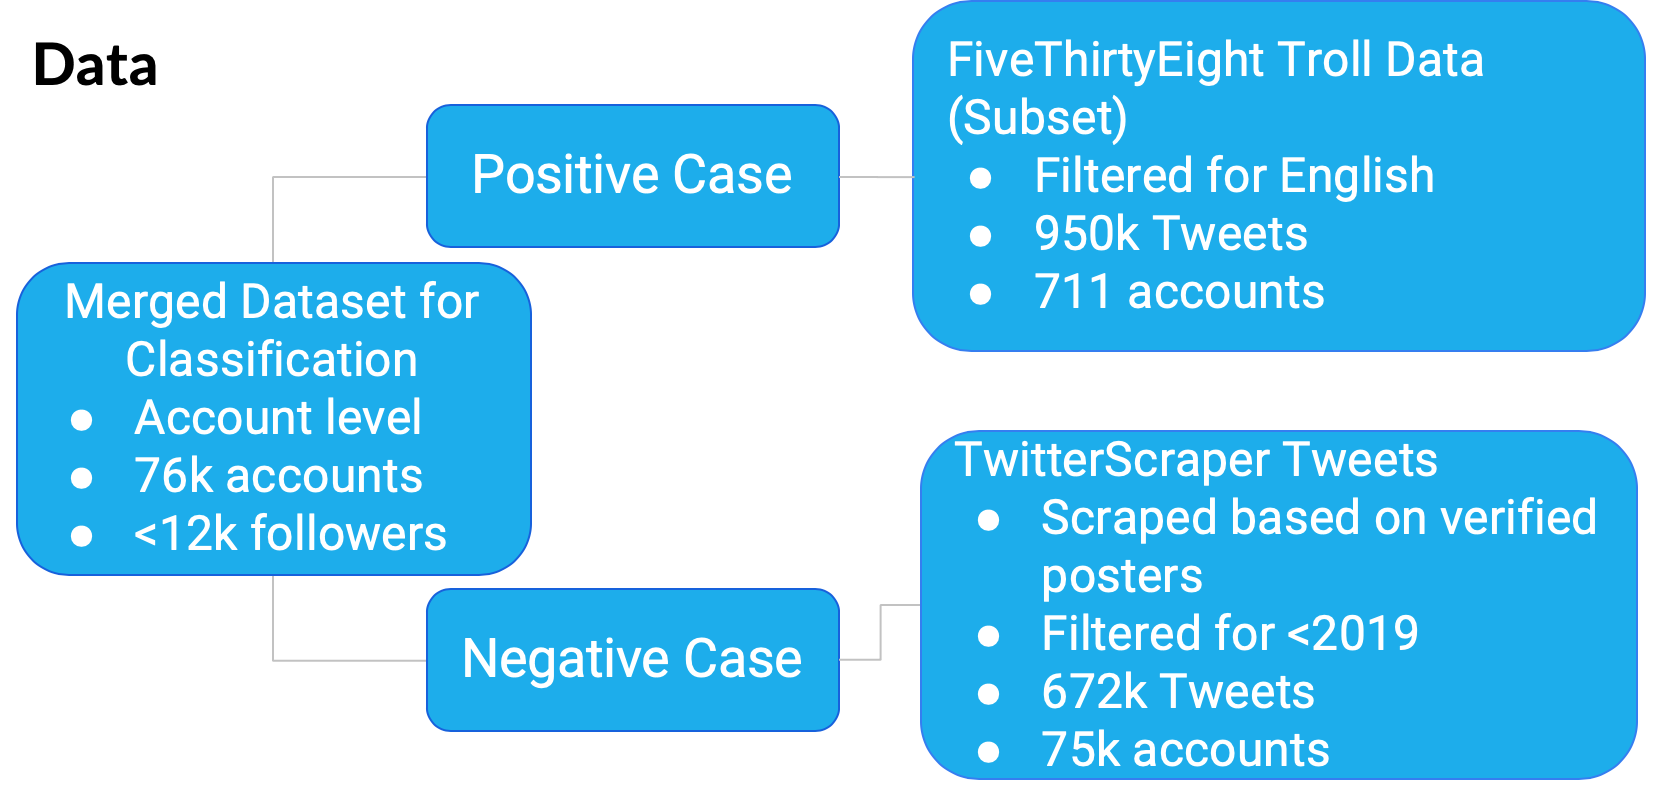 Data
Positive Case
FiveThirtyEight Troll Data
(Subset)
● Filtered for English
● 950k Tweets
● 711 accounts
Merged Dataset for
Classification
● Account level
● 76k accounts
● <12k followers
Negative Case
TwitterScraper Tweets
● Scraped based on verified
posters
● Filtered for <2019
● 672k Tweets
● 75k accounts